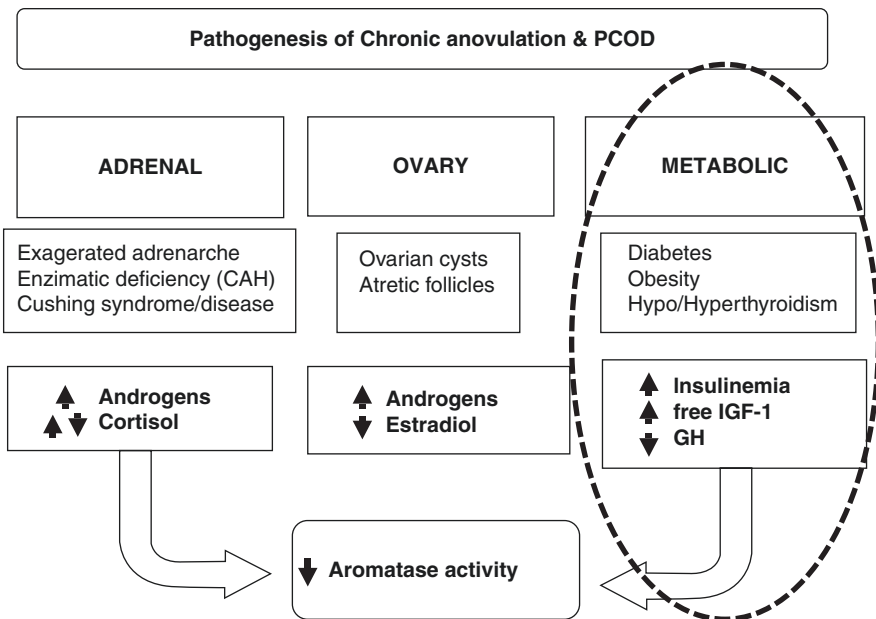 Pathogenesis of Chronic anovulation & PCOD
ADRENAL
Exagerated adrenarche
Enzimatic deficiency (CAH)
Cushing syndrome/disease
Androgens
Cortisol
OVARY
Ovarian cysts
Atretic follicles
Androgens
Estradiol
METABOLIC
Diabetes
Obesity
Hypo/Hyperthyroidism
Insulinemia
free IGF-1
GH
Aromatase activity